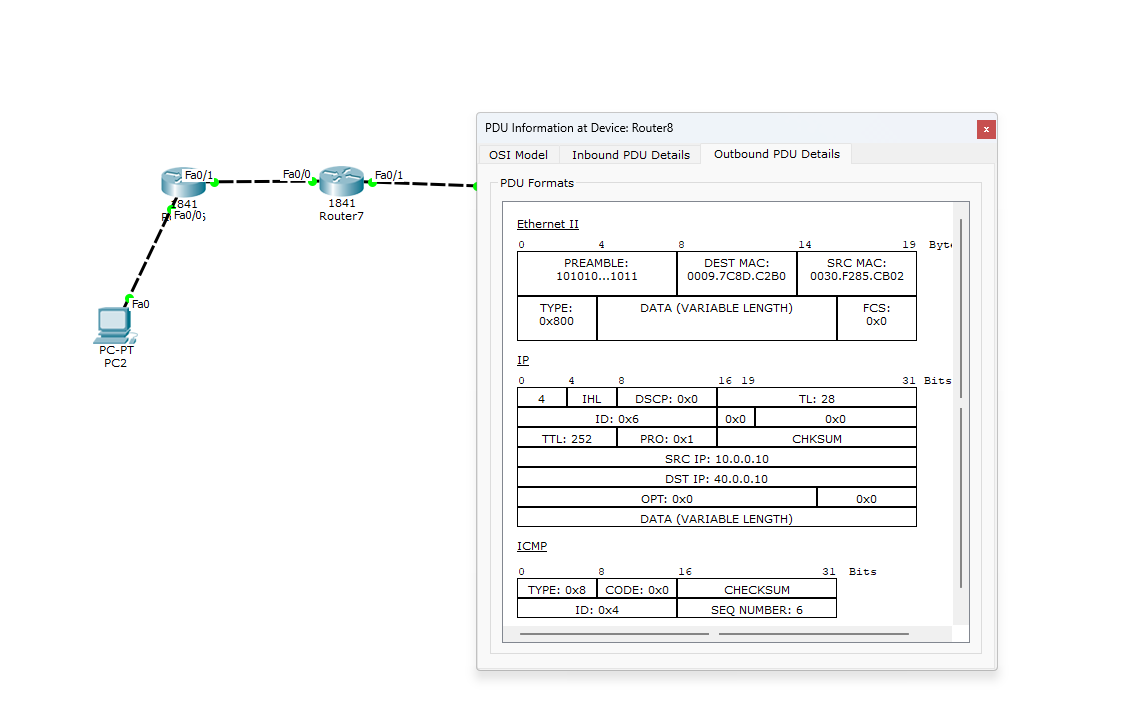 PDU Information at Device: Router8
x
OSI Model Inbound PDU Details Outbound PDU Details
PDU Formats
Fa0/1 Fa0/0 Fa0/1
1841
Fa0/0
1841
Router7
Fa0
PC-PT
PC2
Ethernet II
0 4 8 14 19
PREAMBLE: DEST MAC: SRC MAC:
101010...1011 0009.7C8D.C2B0 0030.F285.CB02
TYPE: DATA (VARIABLE LENGTH) FCS:
0x800 0x0
IP
0 4 8 16 19 31 Bits
4 IHL DSCP: 0x0 TL: 28
ID: 0x6 0x0 0x0
TTL: 252 PRO: 0x1 CHKSUM
SRC IP: 10.0.0.10
DST IP: 40.0.0.10
OPT: 0x0 0x0
DATA (VARIABLE LENGTH)
ICMP
0 8 16 31 Bits
TYPE: 0x8 CODE: 0x0 CHECKSUM
ID: 0x4 SEQ NUMBER: 6